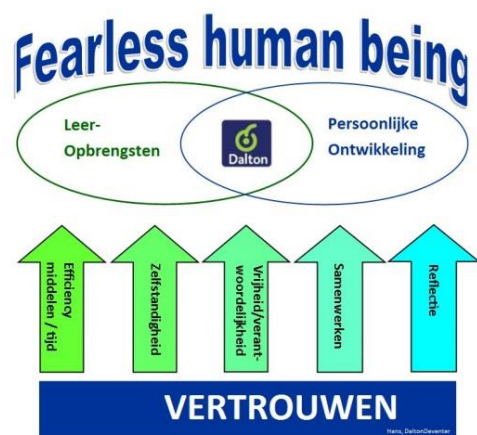 Fearless human being
Leer-
Opbrengsten
Dalton
Persoonlijke
Ontwikkeling
Efficiency
middelen / tijd
Zelfstandigheid
Vrijheid/verant-
woordelijkheid
Samenwerken
Reflectie
VERTROUWEN
Hans, DaltonDeventer